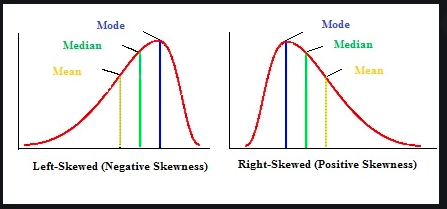 Mode
Median
Mean
Left-Skewed (Negative Skewness)
Mode
Median
Mean
Right-Skewed (Positive Skewness)